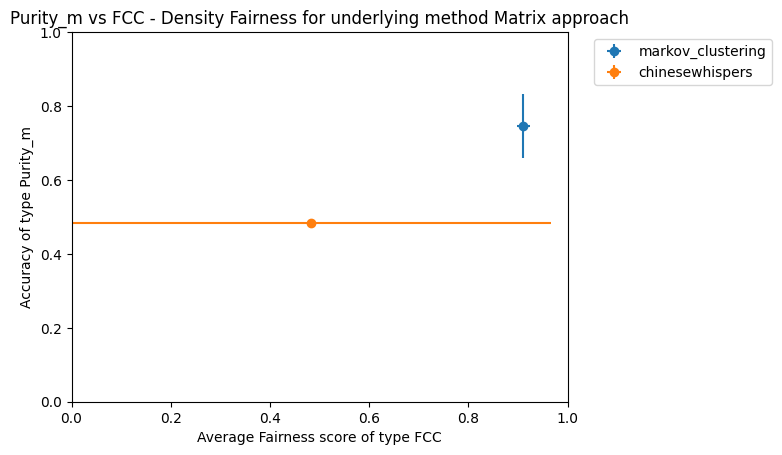 Purity_m vs FCC - Density Fairness for underlying method Matrix approach
markov_clustering
chinesewhispers
Accuracy of type Purity_m
1.0
0.8
0.6
0.4
0.2
0.0
0.0 0.2 0.4 0.6 0.8 1.0
Average Fairness score of type FCC